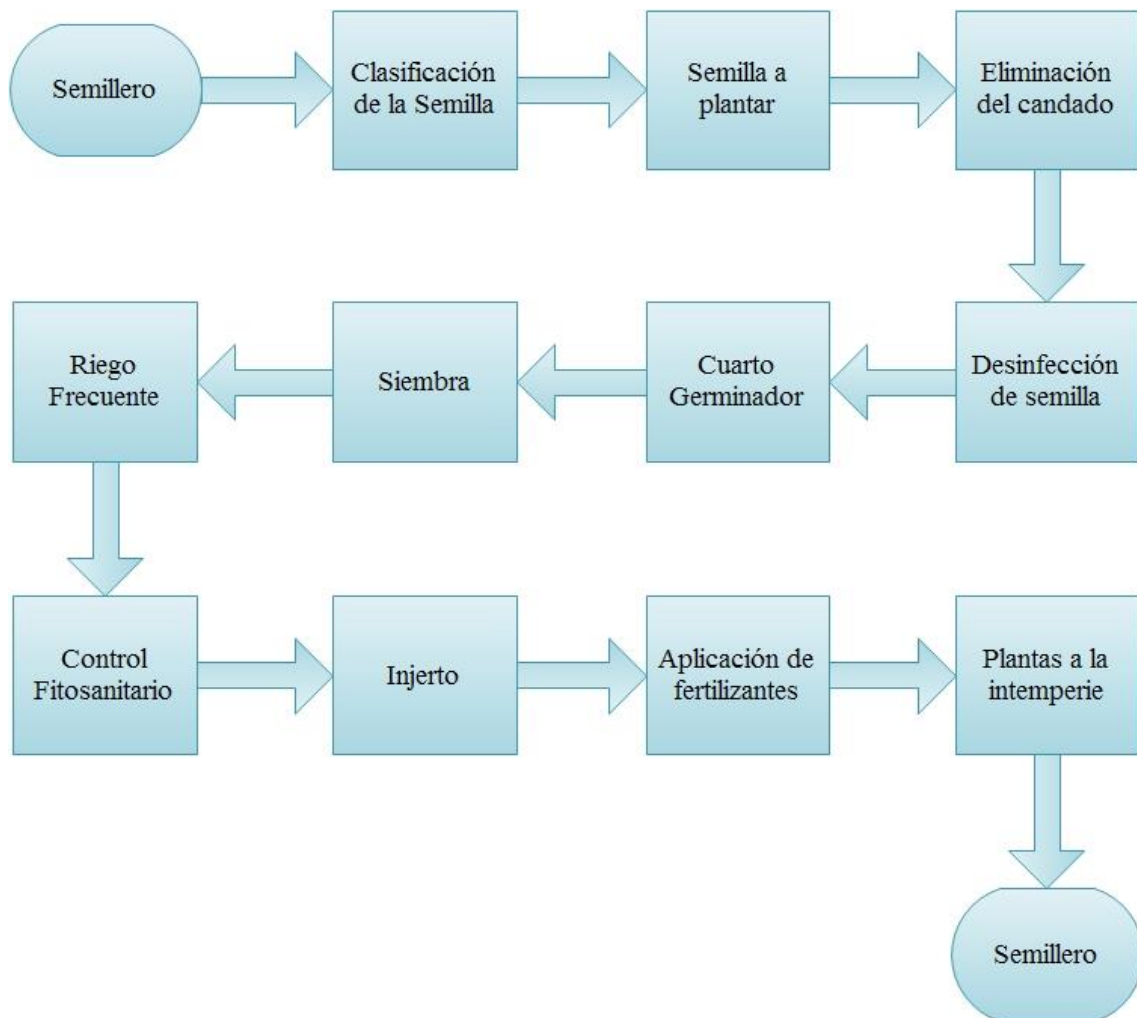 Semillero
Clasificación
de la Semilla
Semilla a
plantar
Eliminación
del candado
Desinfección
de semilla
Cuarto
Germinador
Siembra
Riego
Frecuente
Control
Fitosanitario
Injerto
Aplicación de
fertilizantes
Plantas a la
intemperie
Semillero